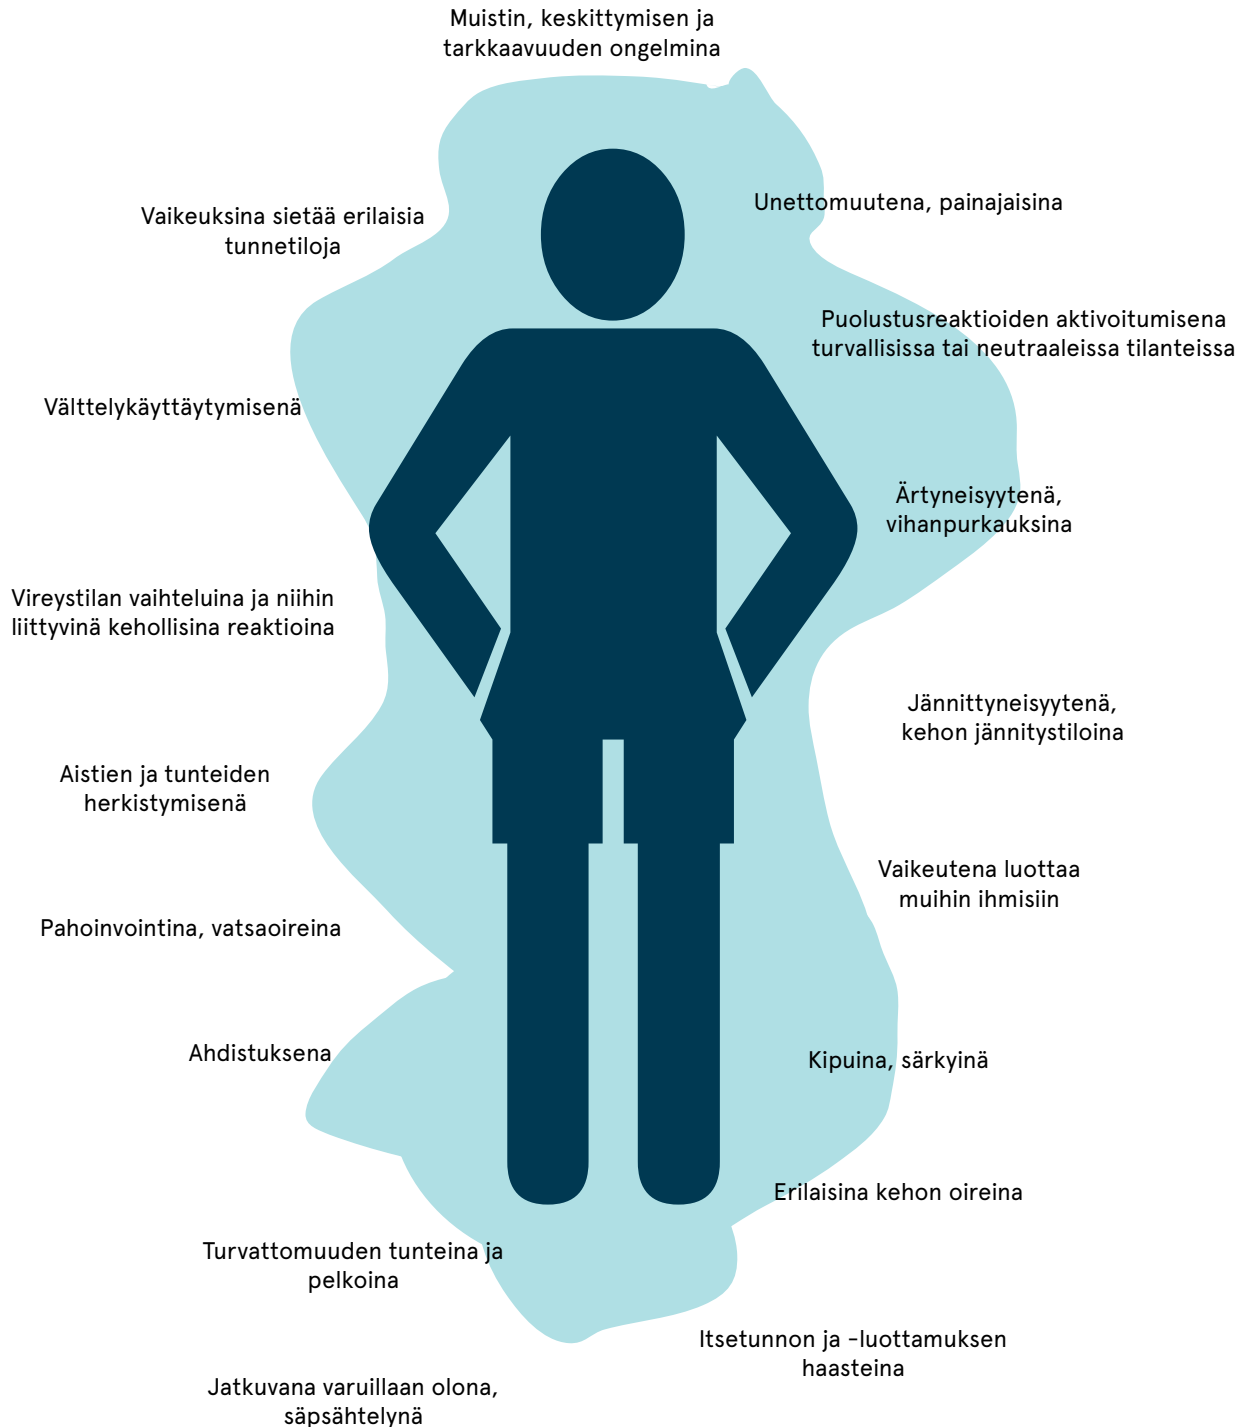 Muistin, keskittymisen ja
tarkkaavuuden ongelmina
Unettomuutena, painajaisina
Vaikeuksina sietää erilaisia
tunnetiloja
Puolustusreaktioiden aktivoitumisena
turvallisissa tai neutraaleissa tilanteissa
Välttelykäyttäytymisenä
Ärtyneisyytenä,
vihanpurkauksina
Vireystilan vaihteluina ja niihin
liittyvinä kehollisina reaktioina
Jännittyneisyytenä,
kehon jännitystiloina
Aistien ja tunteiden
herkistymisenä
Vaikeutena luottaa
muihin ihmisiin
Pahoinvointina, vatsaoireina
Ahdistuksena
Kipuina, särkyinä
Erilaisina kehon oireina
Turvattomuuden tunteina ja
pelkoina
Itsetunnon ja -luottamuksen
haasteina
Jatkuvana varuillaan olona,
säpsähtelynä